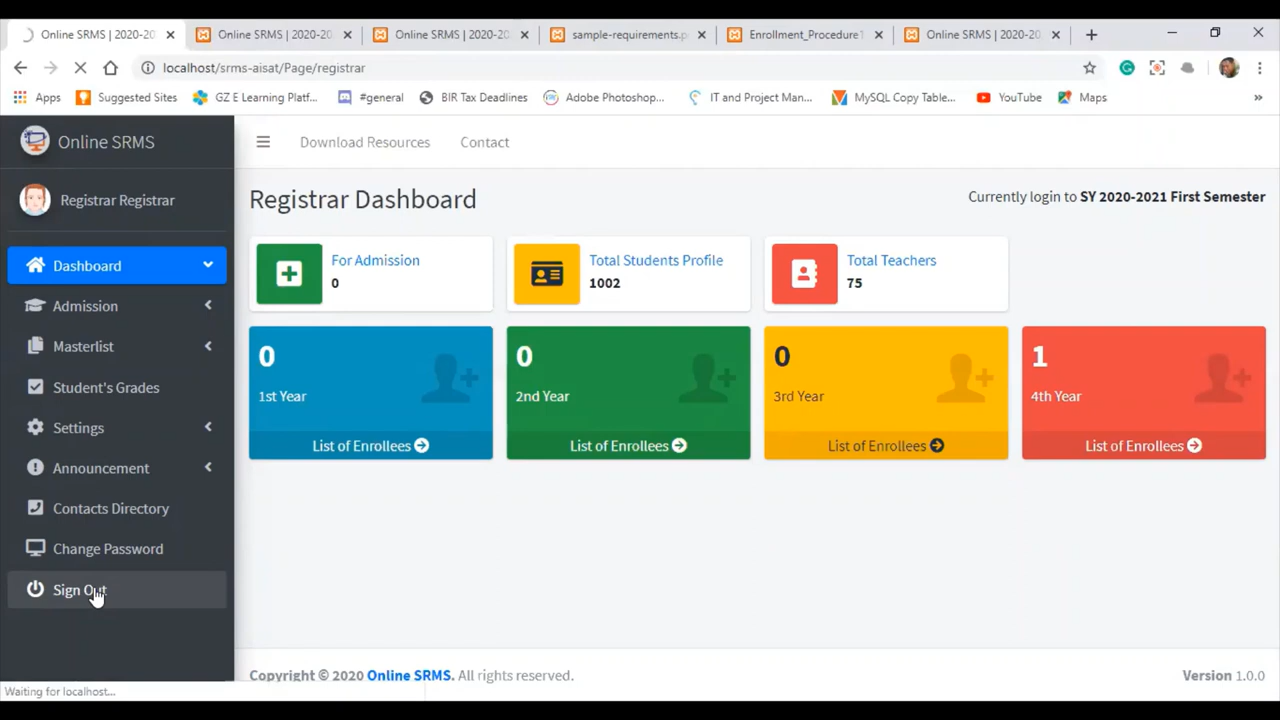 Online SRMS | 2020-20
Online SRMS | 2020-20
Online SRMS | 2020-20
sample-requirements.p
Enrollment_Procedure1
Online SRMS | 2020-20
localhost/srms-aisat/Page/registrar
Apps
Suggested Sites
GZ E Learning Platf...
#general
BIR Tax Deadlines
Adobe Photoshop...
IT and Project Man...
MySQL Copy Table...
YouTube
Maps
»
Online SRMS
Download Resources
Contact
Registrar Registrar
Registrar Dashboard
Currently login to SY 2020-2021 First Semester
Dashboard
Admission
Masterlist
Student's Grades
Settings
Announcement
Contacts Directory
Change Password
Sign Out
For Admission
0
Total Students Profile
1002
Total Teachers
75
0
1st Year
List of Enrollees
0
2nd Year
List of Enrollees
0
3rd Year
List of Enrollees
1
4th Year
List of Enrollees
Copyright © 2020 Online SRMS. All rights reserved.
Version 1.0.0
Waiting for localhost...